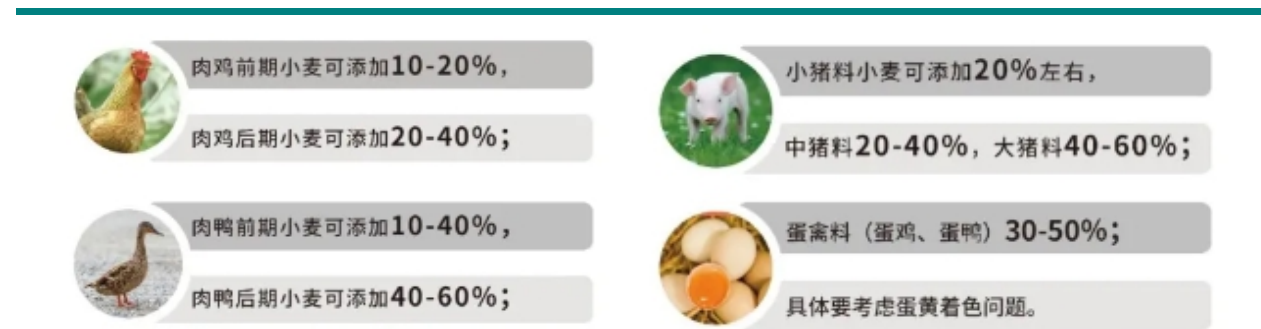 肉鸡前期小麦可添加10-20%，
肉鸡后期小麦可添加20-40%；
小猪料小麦可添加20%左右，
中猪料20-40%，大猪料40-60%；
肉鸭前期小麦可添加10-40%，
肉鸭后期小麦可添加40-60%；
蛋禽料（蛋鸡、蛋鸭）30-50%；
具体要考虑蛋黄着色问题。